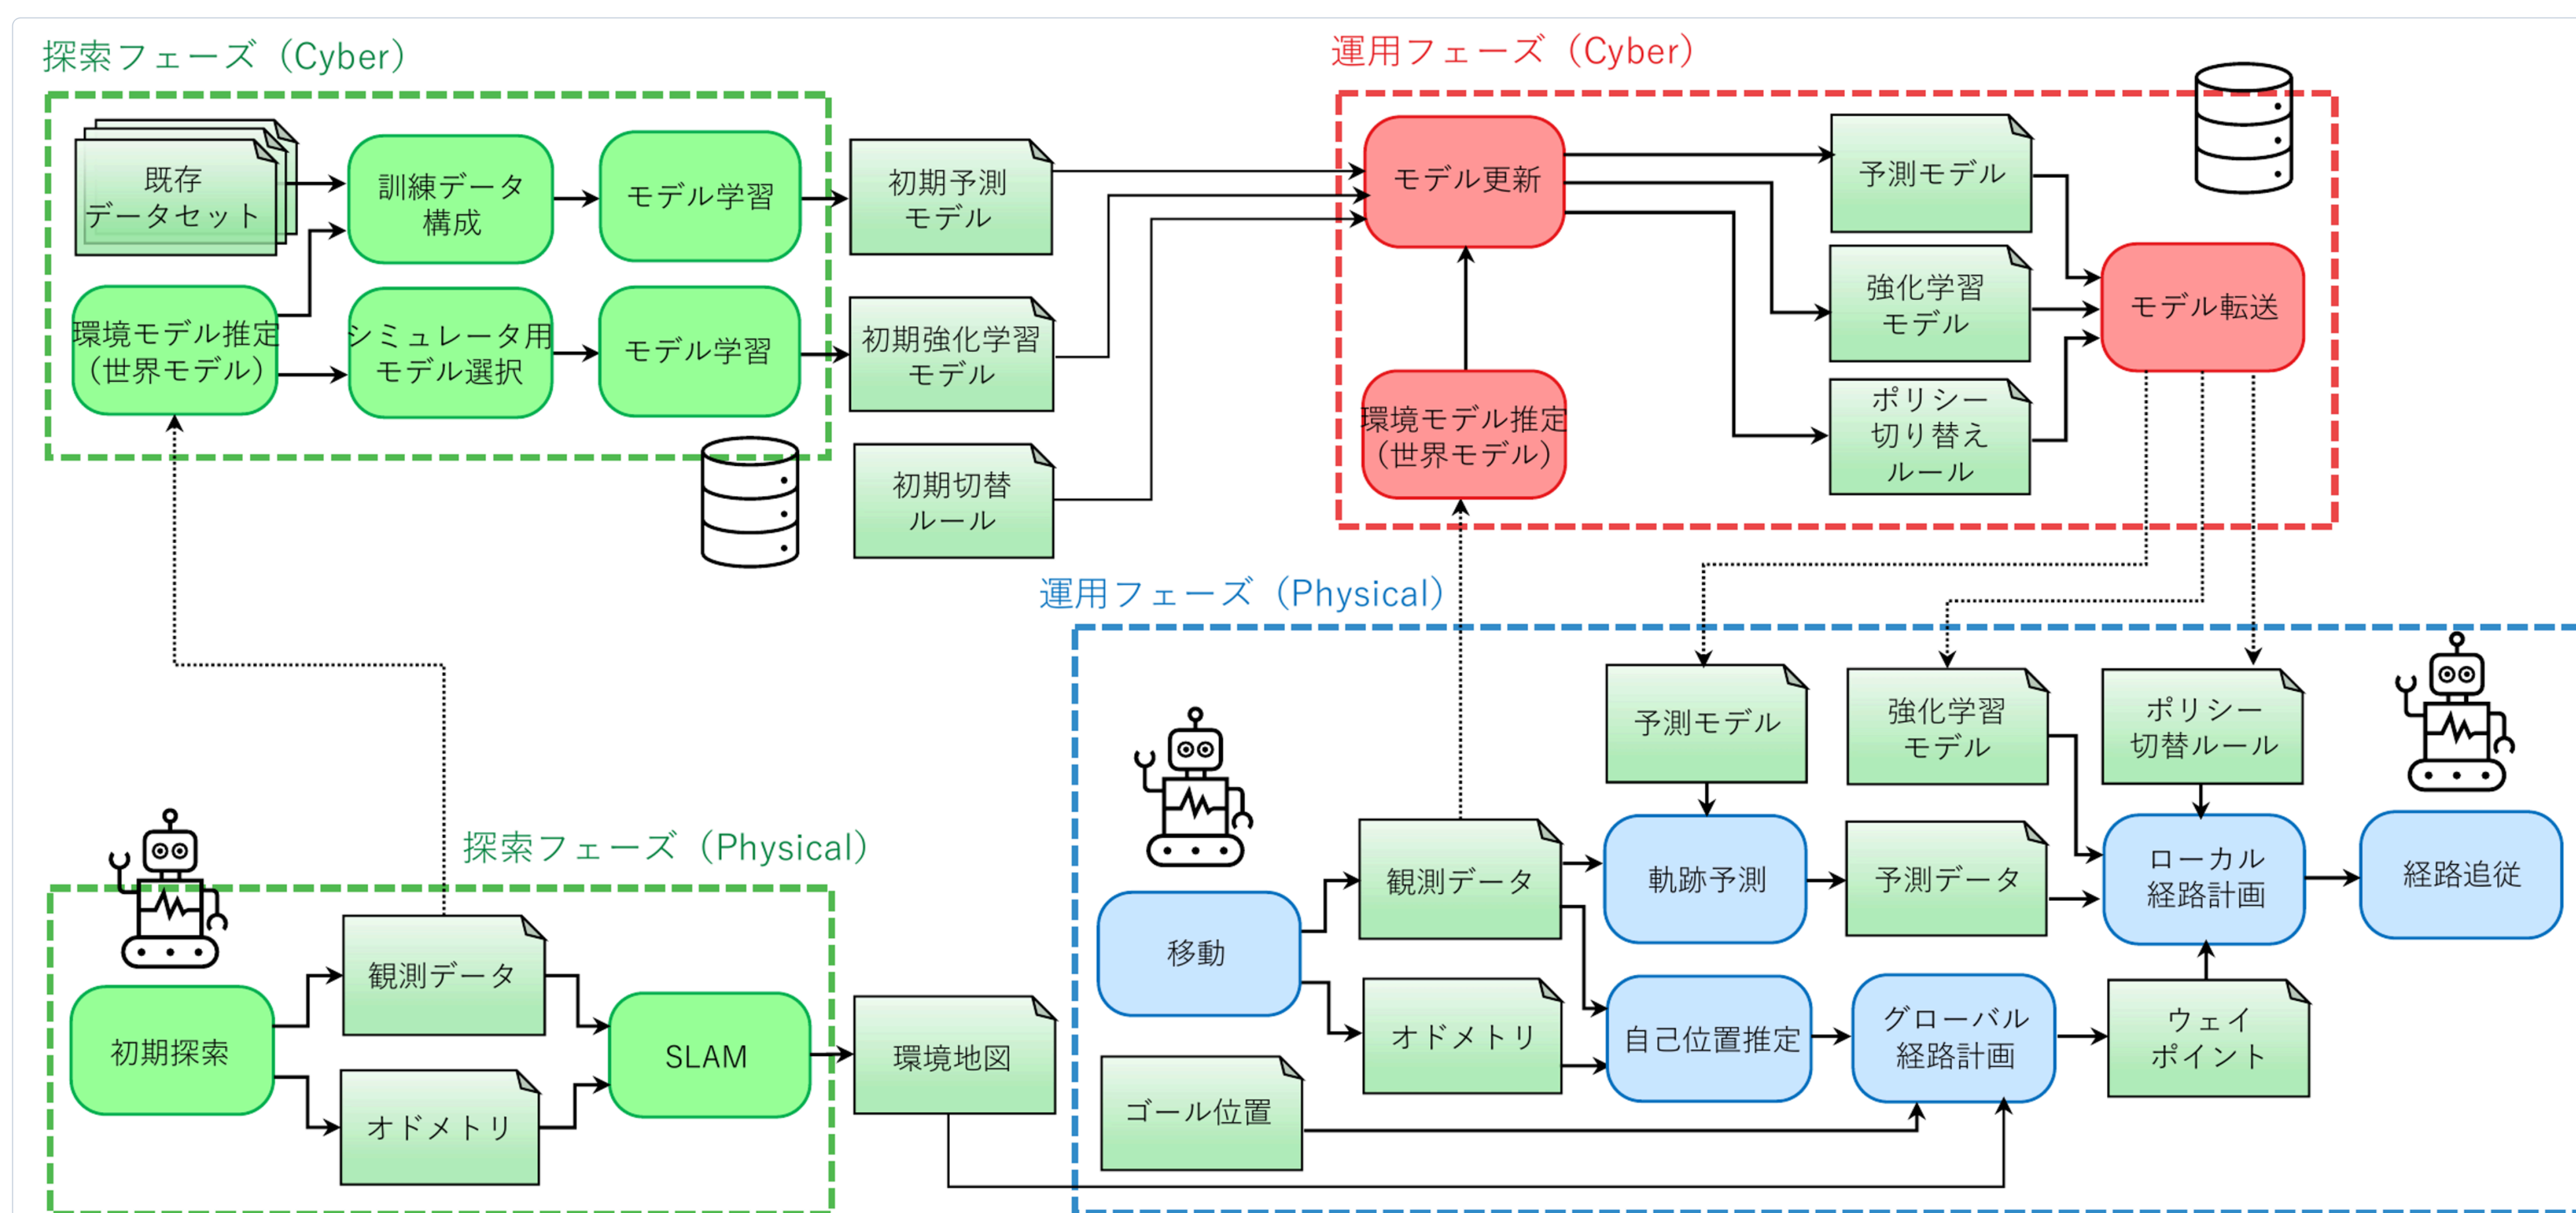 探索フェーズ（Cyber）
既存
データセット
訓練データ
構成
モデル学習
初期予測
モデル
環境モデル推定
（世界モデル）
シミュレータ用
モデル選択
モデル学習
初期強化学習
モデル
初期切替
ルール
運用フェーズ（Cyber）
モデル更新
予測モデル
強化学習
モデル
モデル転送
環境モデル推定
（世界モデル）
ポリシー
切り替え
ルール
探索フェーズ（Physical）
初期探索
観測データ
オドメトリ
SLAM
環境地図
運用フェーズ（Physical）
予測モデル
強化学習
モデル
ポリシー
切替ルール
移動
観測データ
軌跡予測
予測データ
ローカル
経路計画
経路追従
オドメトリ
自己位置推定
グローバル
経路計画
ウェイ
ポイント
ゴール位置